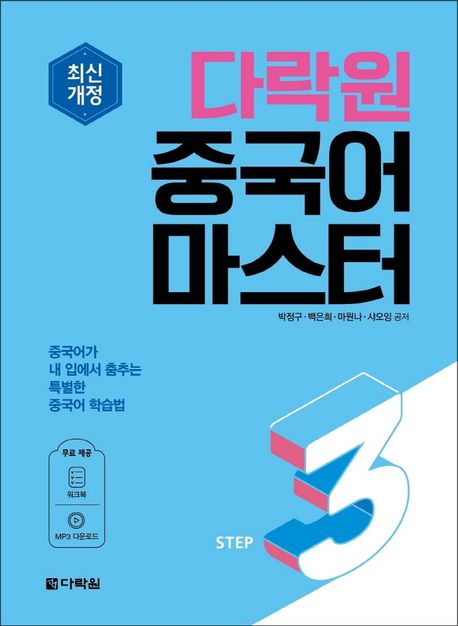 최신
개정
다락원
중국어
마스터
박정구·백은희·마원나·샤오잉 공저
중국어가
내 입에서 춤추는
특별한
중국어 학습법
무료 제공
워크북
MP3 다운로드
STEP
3
다락원